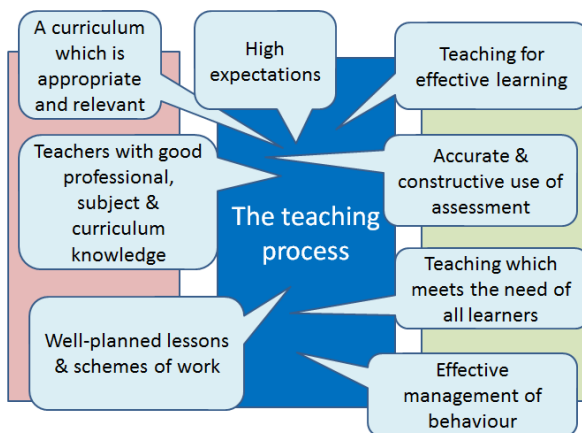 A curriculum
which is
appropriate
and relevant
High
expectations
Teaching for
effective learning
Teachers with good
professional,
subject &
curriculum
knowledge
Accurate &
constructive use of
assessment
The teaching
process
Teaching which
meets the need of
all learners
Well-planned lessons
& schemes of work
Effective
management of
behaviour